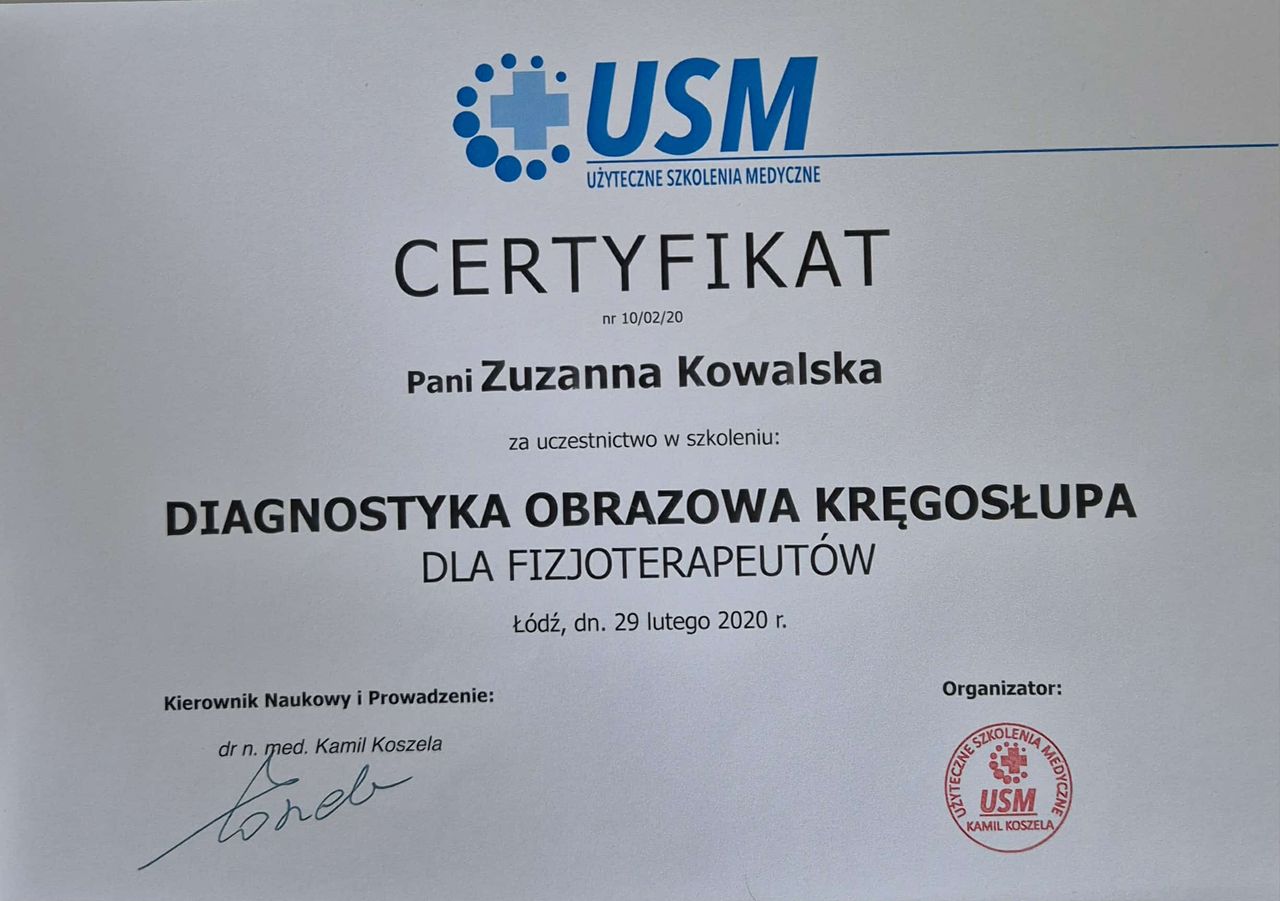 USM
UŻYTECZNE SZKOLENIA MEDYCZNE
CERTYFIKAT
nr 10/02/20
Pani Zuzanna Kowalska
za uczestnictwo w szkoleniu:
DIAGNOSTYKA OBRAZOWA KRĘGOSŁUPA
DLA FIZJOTERAPEUTÓW
Łódź, dn. 29 lutego 2020 r.
Kierownik Naukowy i Prowadzenie:
dr n. med. Kamil Koszela
Organizator:
UŻYTECZNE SZKOLENIA MEDYCZNE
USM
KAMIL KOSZELA